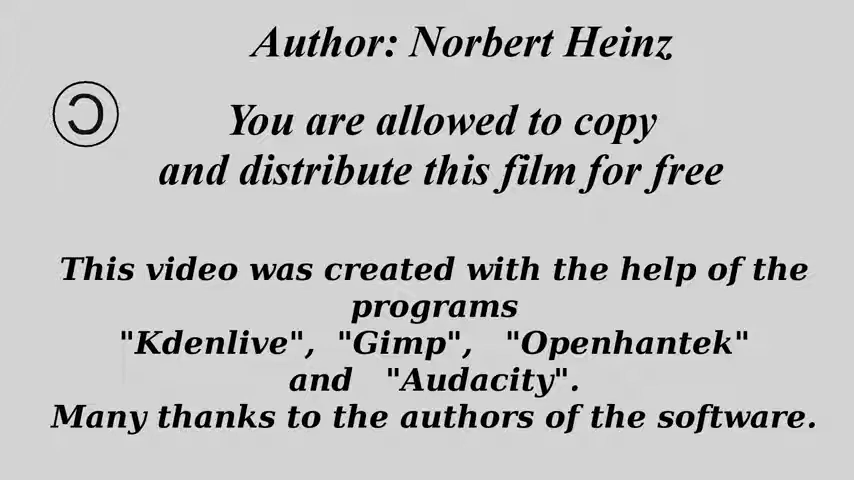 Author: Norbert Heinz
Ɔ
You are allowed to copy
and distribute this film for free
This video was created with the help of the
programs
"Kdenlive", "Gimp", "Openhantek"
and "Audacity".
Many thanks to the authors of the software.